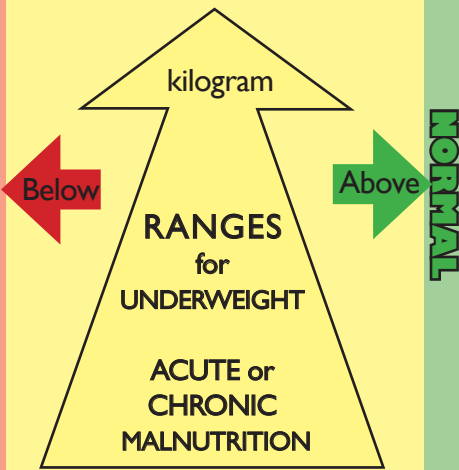 kilogram
Below
Above
NORMAL
RANGES
for
UNDERWEIGHT
ACUTE or
CHRONIC
MALNUTRITION